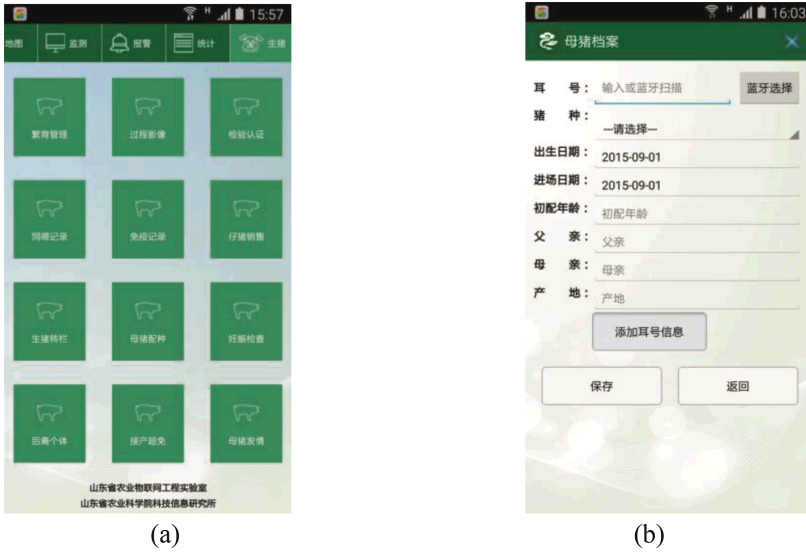 H 15:57
地图 监测 报警 统计 生猪
繁育管理 过程影像 检验认证
饲喂记录 免疫记录 仔猪销售
生猪转栏 母猪配种 妊娠检查
后裔个体 接产超免 母猪发情
山东省农业物联网工程实验室
山东省农业科学院科技信息研究所
(a)
H 16:03
母猪档案
耳 号： 输入或蓝牙扫描 蓝牙选择
猪 种： —请选择—
出生日期： 2015-09-01
进场日期： 2015-09-01
初配年龄： 初配年龄
父 亲： 父亲
母 亲： 母亲
产 地： 产地
添加耳号信息
保存 返回
(b)